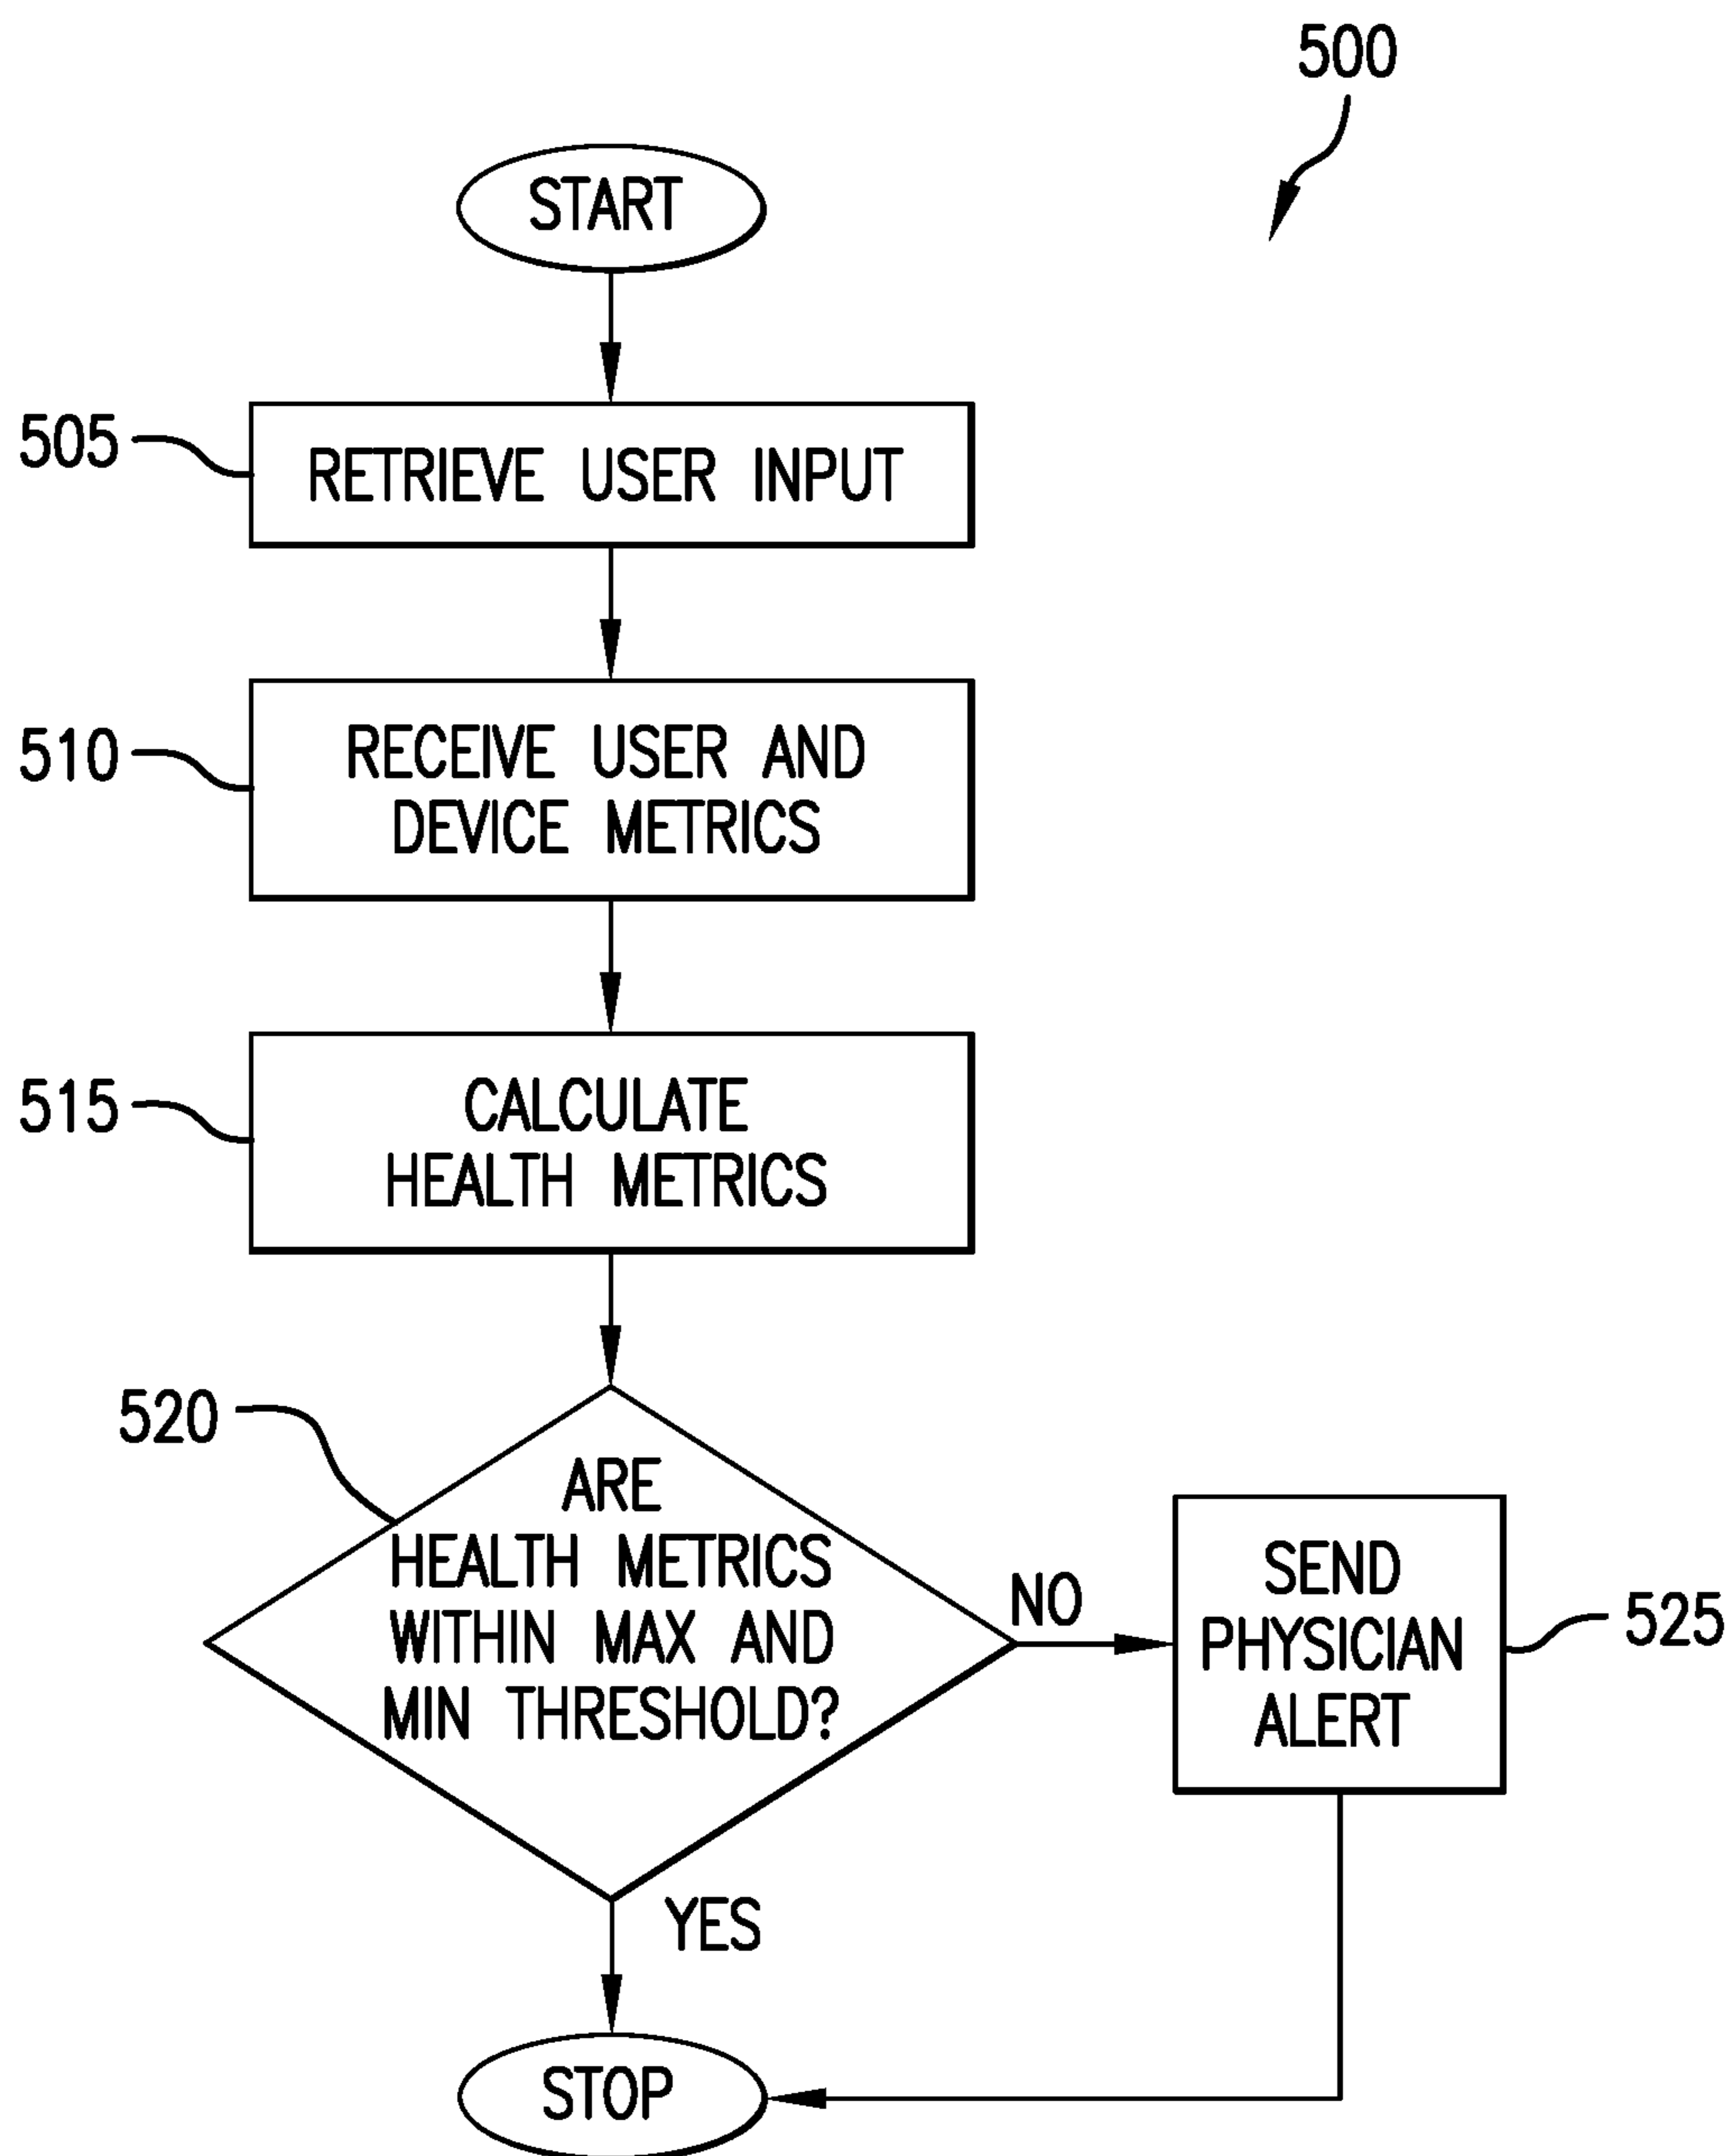 500
START
505
RETRIEVE USER INPUT
510
RECEIVE USER AND
DEVICE METRICS
515
CALCULATE
HEALTH METRICS
520
ARE
HEALTH METRICS
WITHIN MAX AND
MIN THRESHOLD?
NO
SEND
PHYSICIAN
ALERT
525
YES
STOP